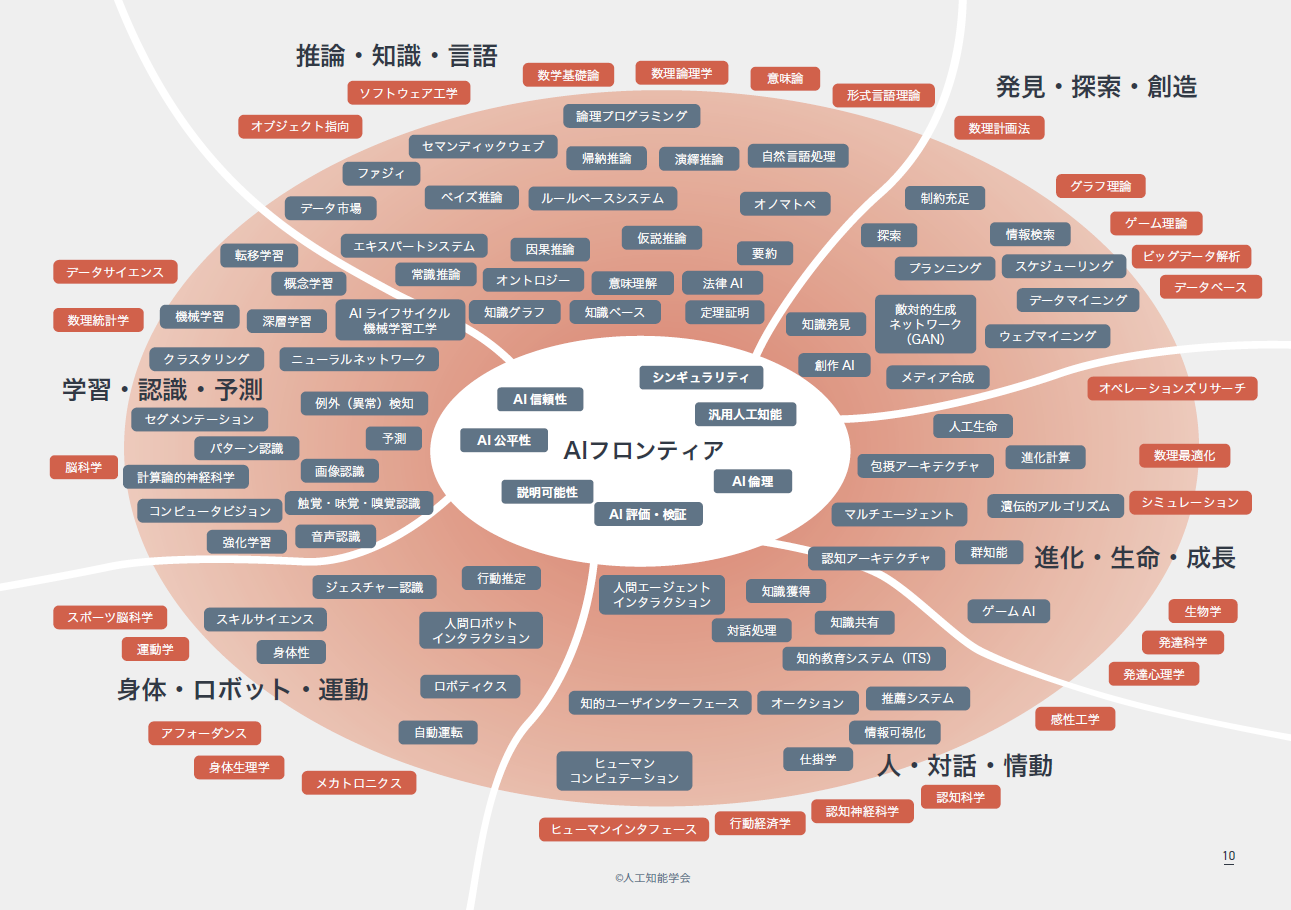 推論・知識・言語
数学基礎論
数理論理学
意味論
形式言語理論
ソフトウェア工学
オブジェクト指向
論理プログラミング
セマンティックウェブ
帰納推論
演繹推論
自然言語処理
ファジィ
ベイズ推論
ルールベースシステム
オノマトペ
データ市場
エキスパートシステム
因果推論
仮説推論
要約
常識推論
オントロジー
意味理解
法律 AI
知識グラフ
知識ベース
定理証明
発見・探索・創造
数理計画法
グラフ理論
ゲーム理論
ビッグデータ解析
データベース
制約充足
探索
情報検索
プランニング
スケジューリング
データマイニング
知識発見
敵対的生成
ネットワーク
(GAN)
ウェブマイニング
創作 AI
メディア合成
学習・認識・予測
データサイエンス
数理統計学
脳科学
転移学習
概念学習
機械学習
深層学習
AI ライフサイクル
機械学習工学
クラスタリング
ニューラルネットワーク
例外（異常）検知
セグメンテーション
予測
パターン認識
画像認識
計算論的神経科学
触覚・味覚・嗅覚認識
コンピュータビジョン
強化学習
音声認識
AIフロンティア
シンギュラリティ
AI 信頼性
汎用人工知能
AI 公平性
AI 倫理
説明可能性
AI 評価・検証
進化・生命・成長
オペレーションズリサーチ
数理最適化
シミュレーション
人工生命
包摂アーキテクチャ
進化計算
マルチエージェント
遺伝的アルゴリズム
認知アーキテクチャ
群知能
ゲーム AI
生物学
発達科学
発達心理学
身体・ロボット・運動
スポーツ脳科学
運動学
アフォーダンス
身体生理学
メカトロニクス
ジェスチャー認識
行動推定
スキルサイエンス
人間ロボット
インタラクション
身体性
ロボティクス
自動運転
人・対話・情動
人間エージェント
インタラクション
知識獲得
対話処理
知識共有
知的教育システム（ITS）
知的ユーザインターフェース
オークション
推薦システム
情報可視化
仕掛学
ヒューマン
コンピュテーション
感性工学
認知科学
認知神経科学
行動経済学
ヒューマンインタフェース
10
©人工知能学会